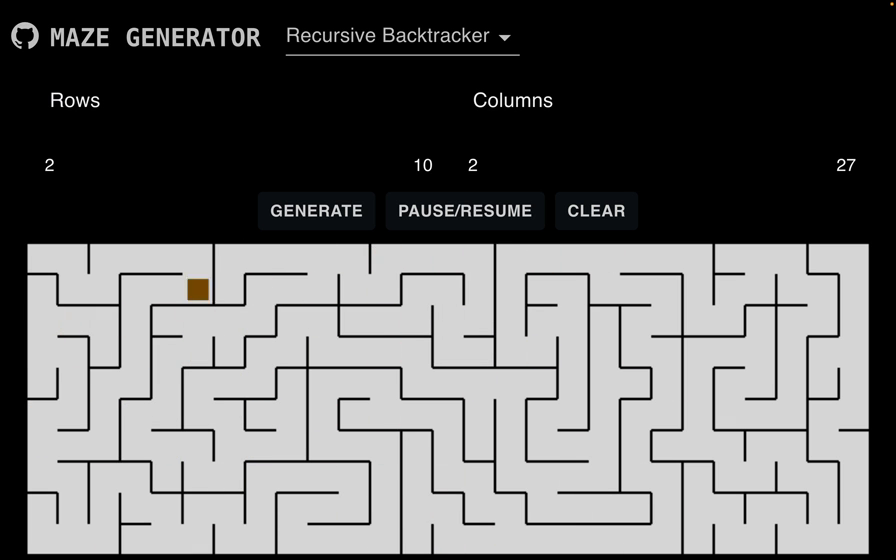 MAZE GENERATOR Recursive Backtracker
Rows Columns
2 10 2 27
GENERATE PAUSE/RESUME CLEAR